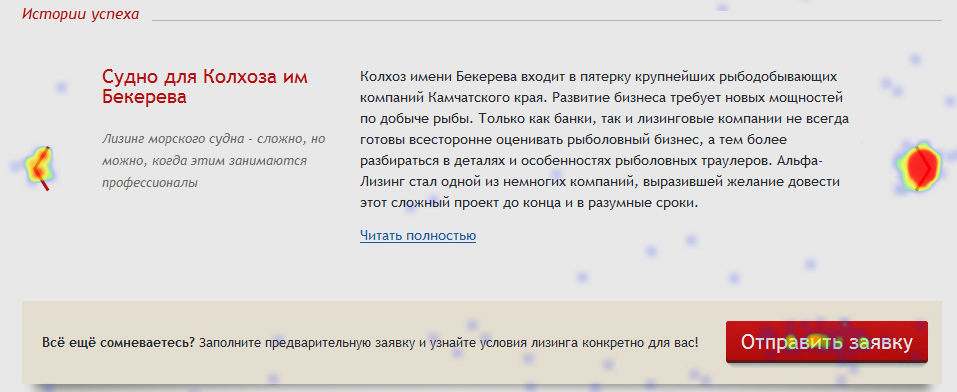 Истории успеха
Судно для Колхоза им
Бекерева
Лизинг морского судна - сложно, но
можно, когда этим занимаются
профессионалы
Колхоз имени Бекерева входит в пятерку крупнейших рыбодобывающих
компаний Камчатского края. Развитие бизнеса требует новых мощностей
по добыче рыбы. Только как банки, так и лизинговые компании не всегда
готовы всесторонне оценивать рыболовный бизнес, а тем более
разбираться в деталях и особенностях рыболовных траулеров. Альфа-
Лизинг стал одной из немногих компаний, выразившей желание довести
этот сложный проект до конца и в разумные сроки.
Читать полностью
Всё ещё сомневаетесь? Заполните предварительную заявку и узнайте условия лизинга конкретно для вас!
Отправить заявку